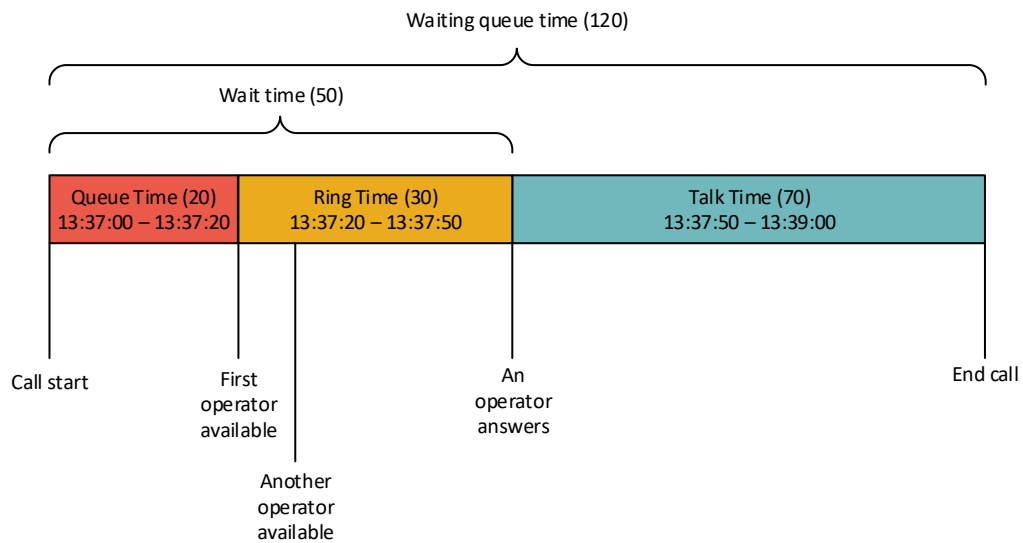 Waiting queue time (120)
Wait time (50)
Queue Time (20)
13:37:00 – 13:37:20
Ring Time (30)
13:37:20 – 13:37:50
Talk Time (70)
13:37:50 – 13:39:00
Call start
First
operator
available
Another
operator
available
An
operator
answers
End call